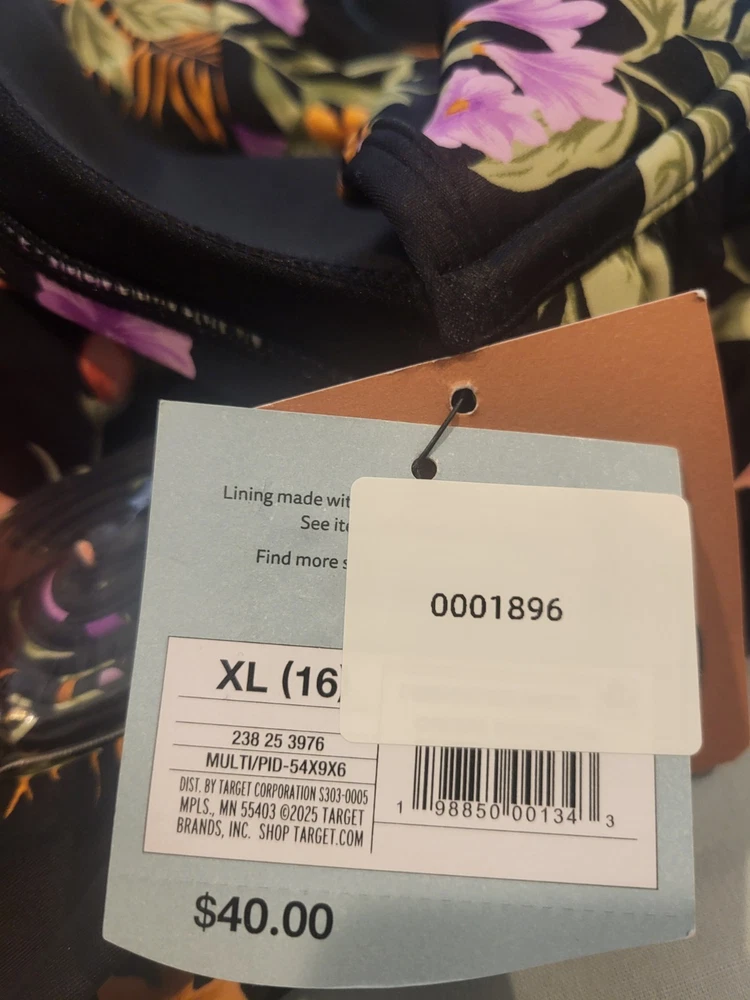 Lining made wit
See ite
Find more s
0001896
XL (16)
238 25 3976
MULTI/PID-54X9X6
DIST. BY TARGET CORPORATION S303-0005
MPLS., MN 55403 ©2025 TARGET
BRANDS, INC. SHOP TARGET.COM
1 98850 00134 3
$40.00